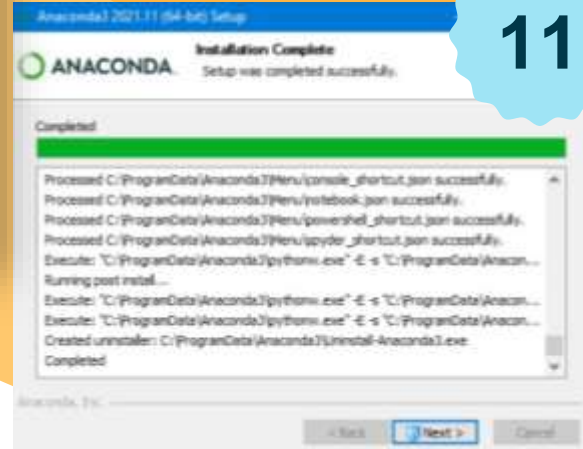 Anaconda3 2021.11 (64-bit) Setup
11
ANACONDA.
Installation Complete
Setup was completed successfully.
Completed
Processed C:\ProgramData\Anaconda3\Menu\console_shortcut.json successfully.
Processed C:\ProgramData\Anaconda3\Menu\notebook.json successfully.
Processed C:\ProgramData\Anaconda3\Menu\powershell_shortcut.json successfully.
Processed C:\ProgramData\Anaconda3\Menu\spyder_shortcut.json successfully.
Execute: "C:\ProgramData\Anaconda3\pythonw.exe" -E -s "C:\ProgramData\Anacon...
Running post install...
Execute: "C:\ProgramData\Anaconda3\pythonw.exe" -E -s "C:\ProgramData\Anacon...
Execute: "C:\ProgramData\Anaconda3\pythonw.exe" -E -s "C:\ProgramData\Anacon...
Created uninstaller: C:\ProgramData\Anaconda3\Uninstall-Anaconda3.exe
Completed
Anaconda, Inc.
< Back
Next >
Cancel